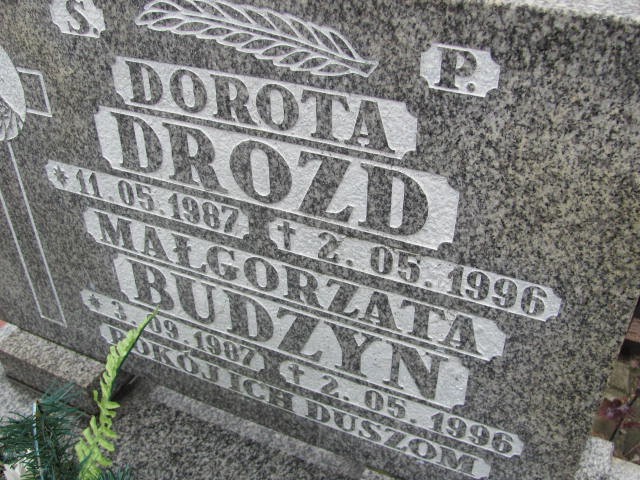 S. P.
DOROTA
DROZD
* 11.05.1987 † 2.05.1996
MAŁGORZATA
BUDZYN
* 3.09.1987 † 2.05.1996
POKÓJ ICH DUSZOM